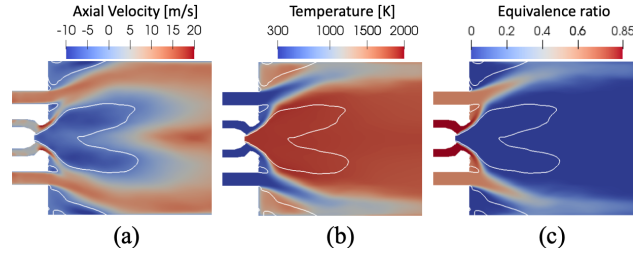 Axial Velocity [m/s]
-10 -5 0 5 10 15 20
Temperature [K]
300 1000 1500 2000
Equivalence ratio
0 0.2 0.4 0.6 0.85
(a)
(b)
(c)